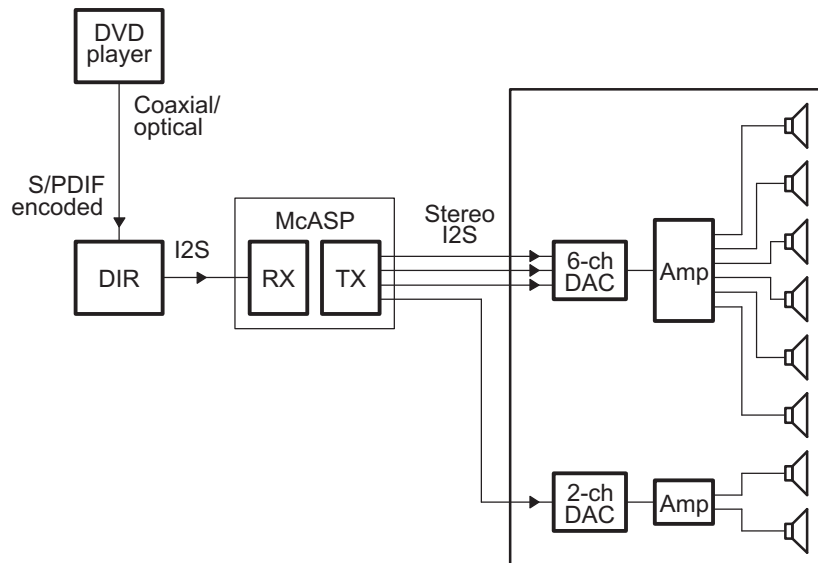 DVD
player
Coaxial/
optical
S/PDIF
encoded
DIR
I2S
McASP
RX
TX
Stereo
I2S
6-ch
DAC
Amp
2-ch
DAC
Amp